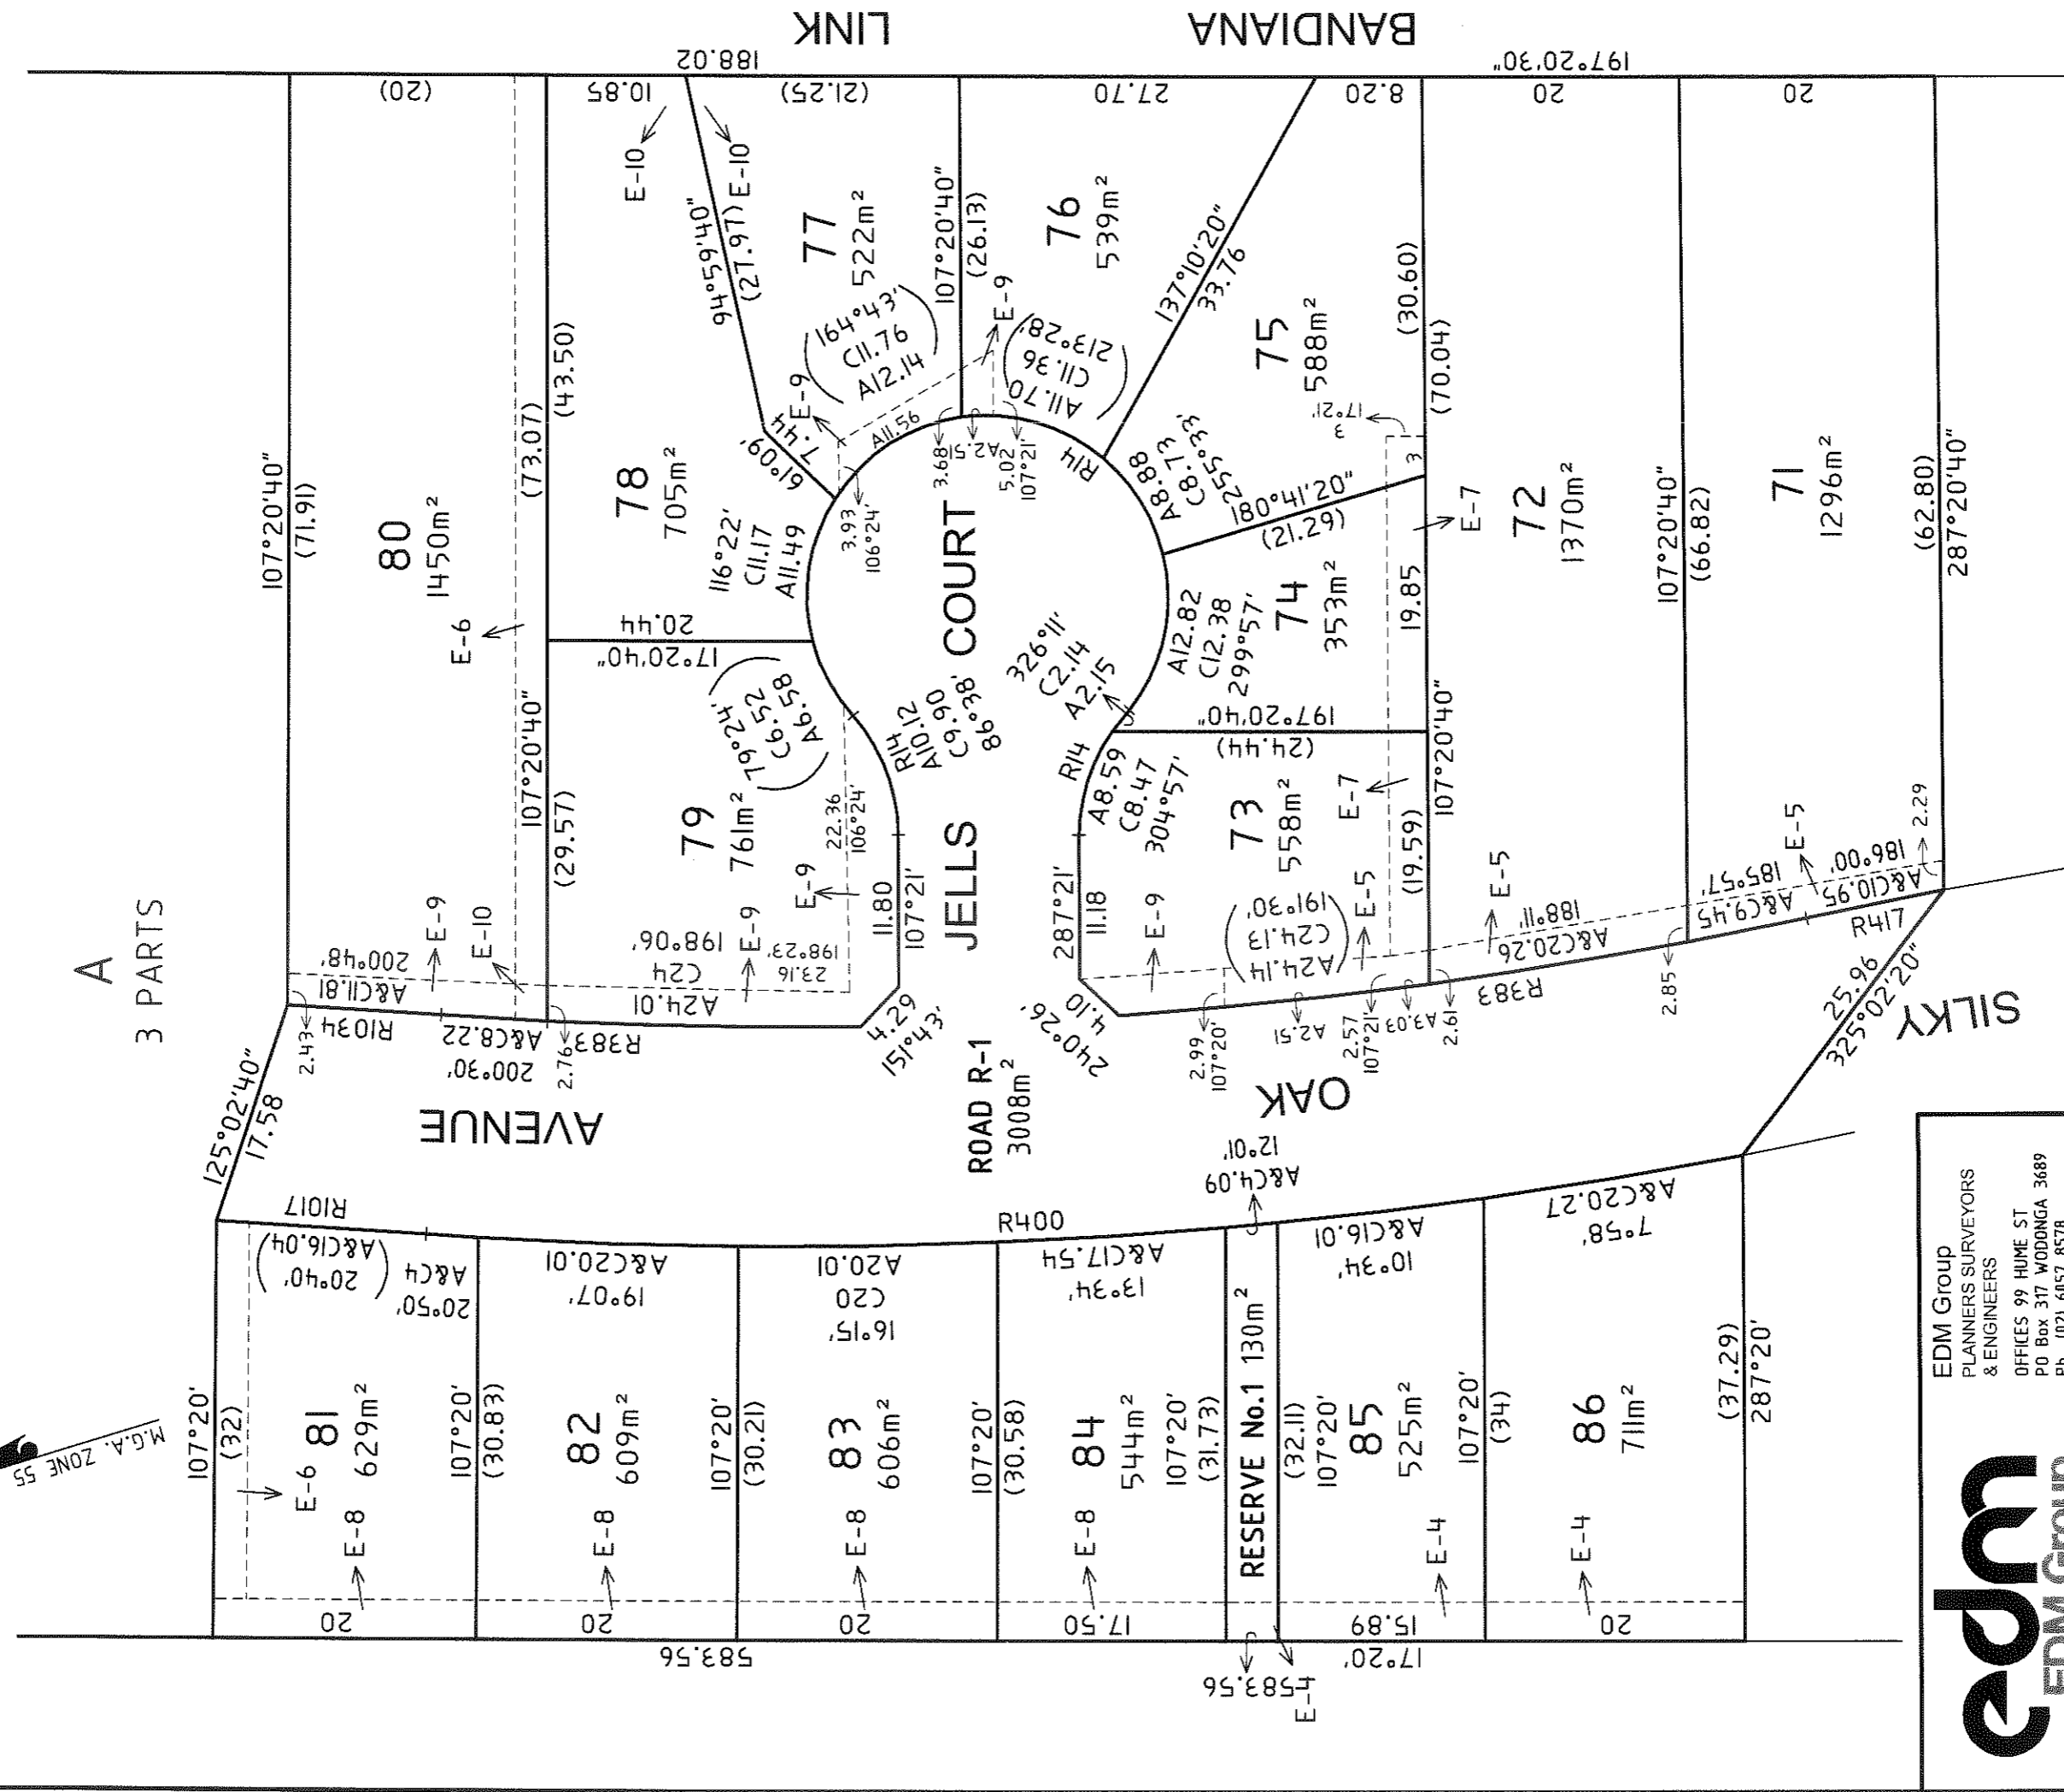 A
3 PARTS
M.G.A. ZONE 55
LINK
BANDIANA
188.02
197°20'30"
(20)
10.85
(21.25)
27.70
8.20
20
20
107°20'40"
(71.91)
80
1450m²
E-6
(73.07)
107°20'40"
(43.50)
(29.57)
E-10
E-10
94°59'40"
(27.97)
77
522m²
(164°43'
C11.76
A12.14)
107°20'40"
(26.13)
76
539m²
E-9
(A11.70
C11.36
213°28')
137°10'20"
33.76
75
588m²
(30.60)
(70.04)
17°21'
3
3
78
705m²
61°09'
7.44
E-9
A11.56
3.93
106°24'
3.68
A2.51
5.02
107°21'
R14
A8.88
C8.73
255°33'
180°41'20"
(21.29)
116°22'
C11.17
A11.49
20.44
17°20'40"
JELLS COURT
74
353m²
A12.82
C12.38
299°57'
19.85
E-7
326°11'
C2.14
A2.15
197°20'40"
(24.44)
79
761m²
(79°24'
C6.52
A6.58)
22.36
106°24'
R14
A10.12
C9.90
86°38'
E-9
11.80
107°21'
198°06'
C24
A24.01
E-9
198°23'
23.16
4.29
151°43'
R14
A8.59
C8.47
304°57'
287°21'
11.18
73
558m²
E-7
E-9
E-5
(191°30'
C24.13
A24.14)
(19.59)
107°20'40"
240°26'
4.10
72
1370m²
107°20'40"
(66.82)
71
1296m²
(62.80)
287°20'40"
E-5
188°11'
A&C20.26
R383
185°57'
A&C9.45
E-5
186°00'
A&C10.95
2.29
R417
2.85
2.99
107°20'
A2.51
2.57
107°21'
A3.03
2.61
200°48'
A&C11.81
E-9
E-10
R1034
2.43
A&C8.22
200°30'
2.76
R383
125°02'40"
17.58
AVENUE
OAK
SILKY
25.96
325°02'20"
ROAD R-1
3008m²
R1017
R400
12°01'
A&C4.09
(A&C16.04
20°40')
A&C4
20°50'
A&C20.01
19°07'
A20.01
C20
16°15'
A&C17.54
13°34'
A&C16.01
10°34'
A&C20.27
7°58'
107°20'
(32)
81
629m²
E-6
E-8
107°20'
(30.83)
82
609m²
E-8
107°20'
(30.21)
83
606m²
E-8
107°20'
(30.58)
84
544m²
E-8
107°20'
(31.73)
RESERVE No.1 130m²
(32.11)
107°20'
85
525m²
E-4
107°20'
(34)
86
711m²
E-4
(37.29)
287°20'
20
20
20
17.50
15.89
20
583.56
583.56
17°20'
edm
EDM Group
EDM Group
PLANNERS SURVEYORS
& ENGINEERS
OFFICES 99 HUME ST
PO Box 317 WODONGA 3689
Ph. (02) 6057 8578